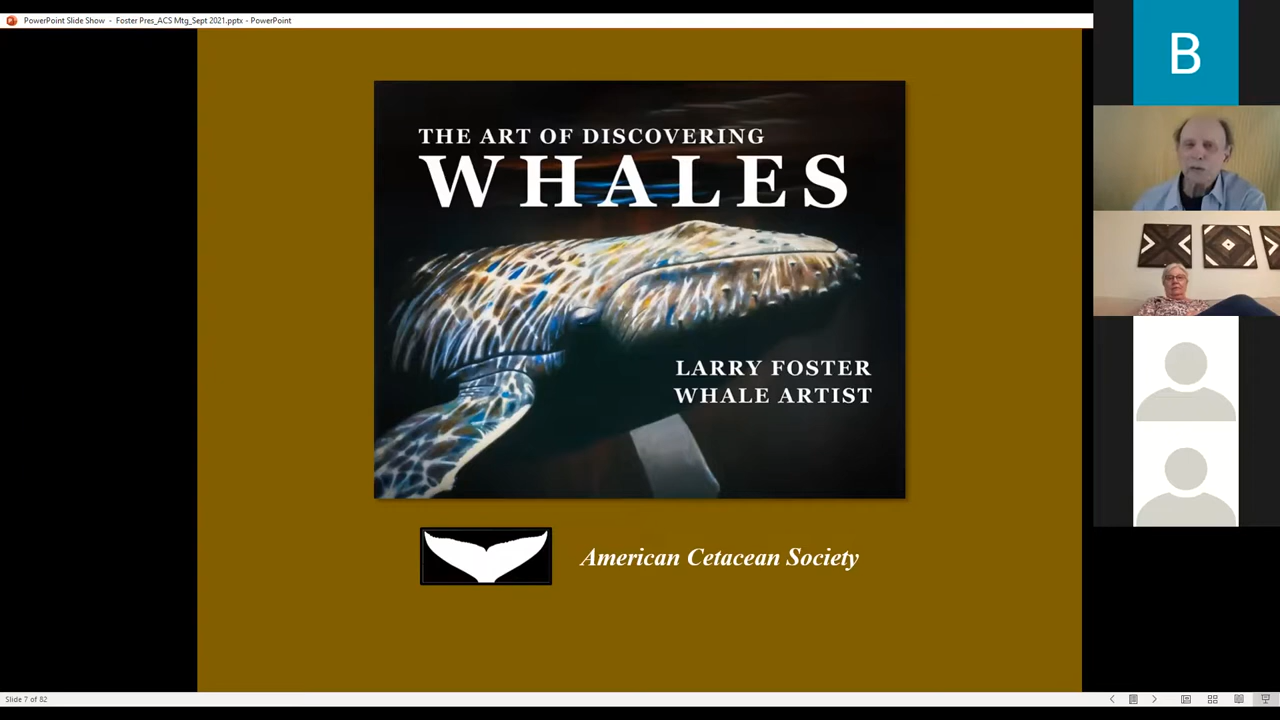 PowerPoint Slide Show - Foster Pres_ACS Mtg_Sept 2021.pptx - PowerPoint
B
THE ART OF DISCOVERING
WHALES
LARRY FOSTER
WHALE ARTIST
American Cetacean Society
Slide 7 of 82